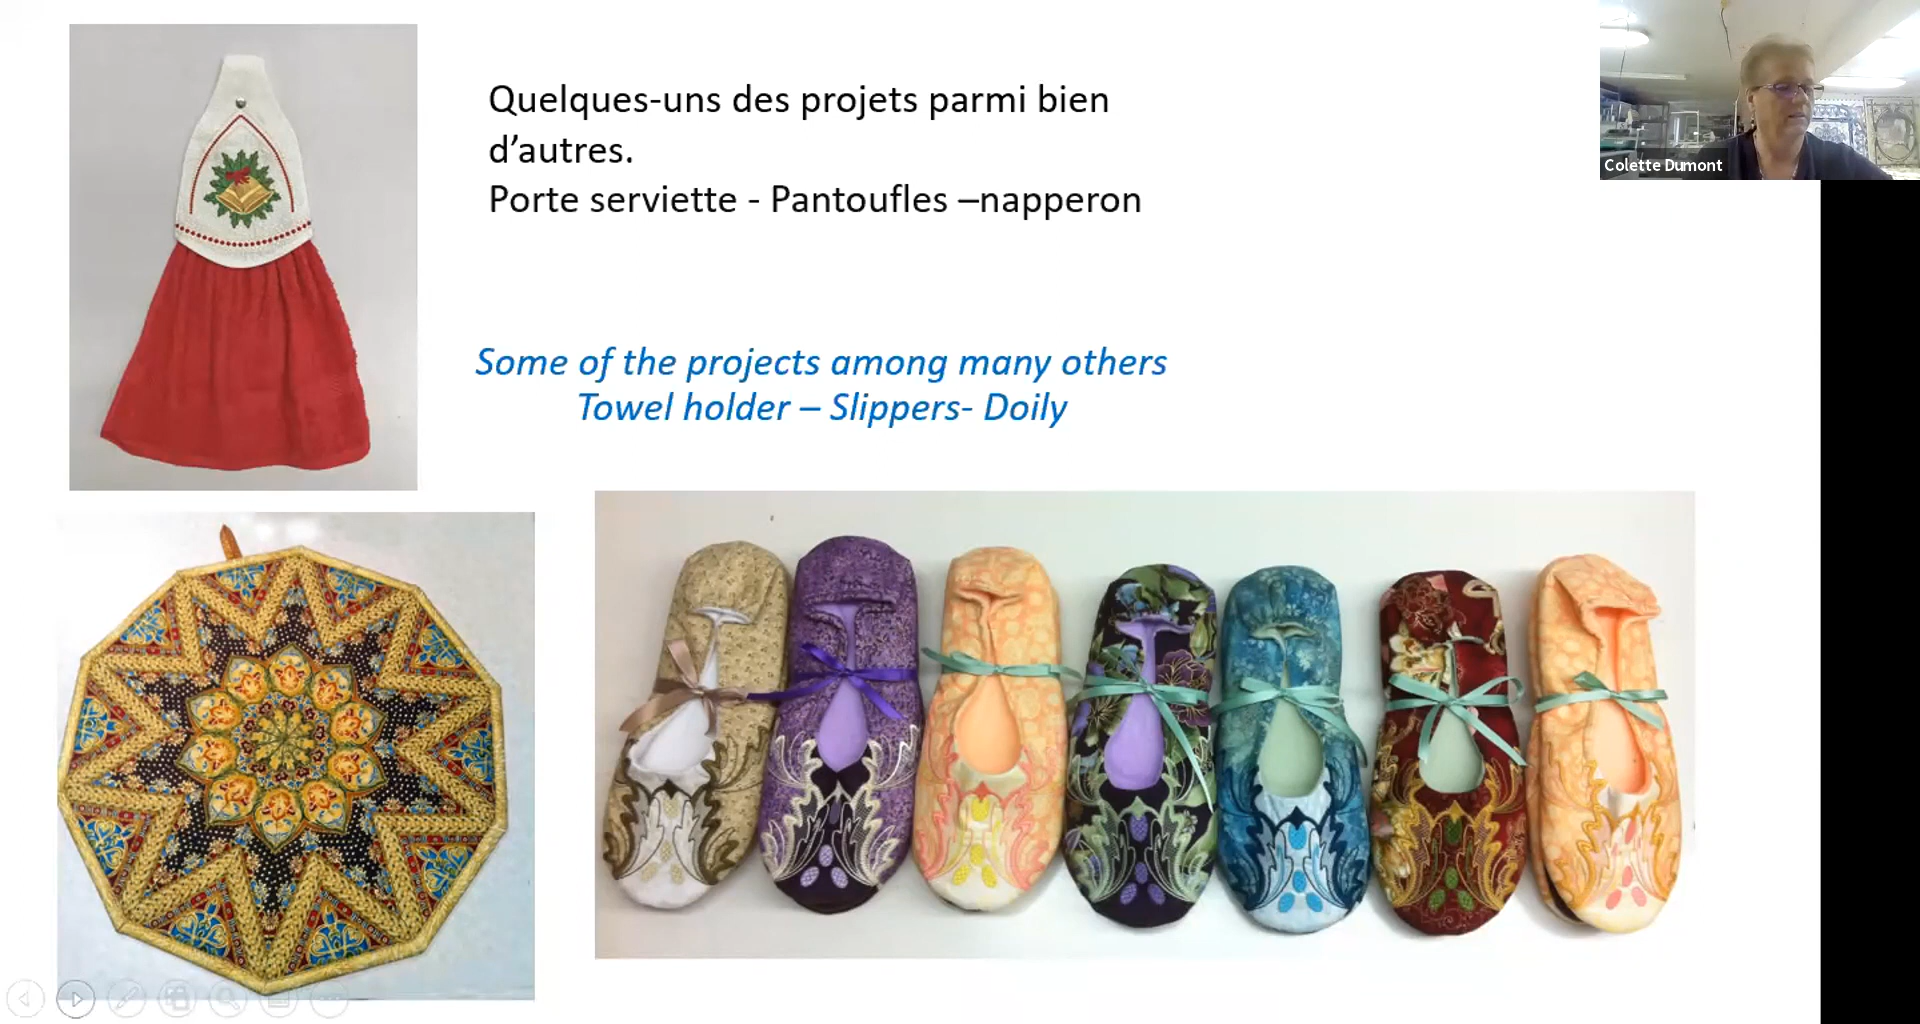 Quelques-uns des projets parmi bien
d’autres.
Porte serviette - Pantoufles –napperon
Some of the projects among many others
Towel holder – Slippers- Doily
Colette Dumont